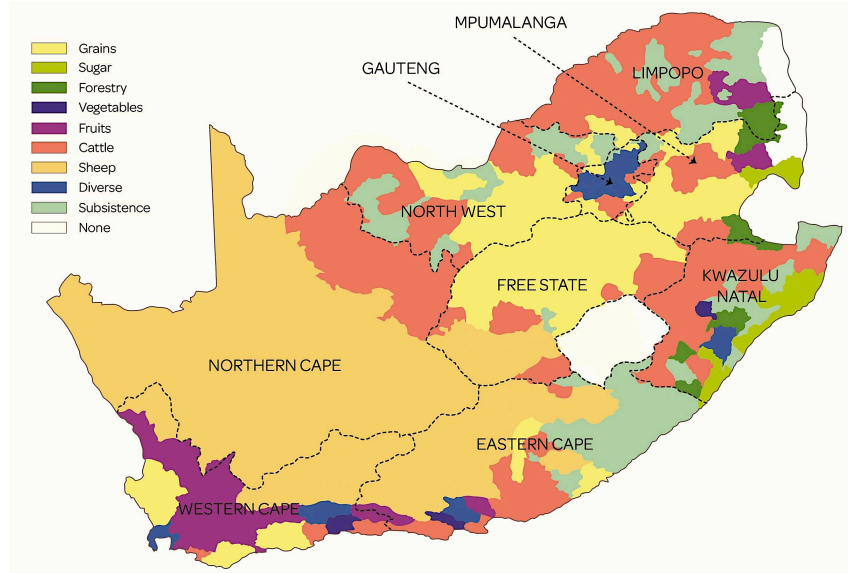 MPUMALANGA
GAUTENG
LIMPOPO
Grains
Sugar
Forestry
Vegetables
Fruits
Cattle
Sheep
Diverse
Subsistence
None
NORTH WEST
FREE STATE
KWAZULU
NATAL
NORTHERN CAPE
EASTERN CAPE
WESTERN CAPE